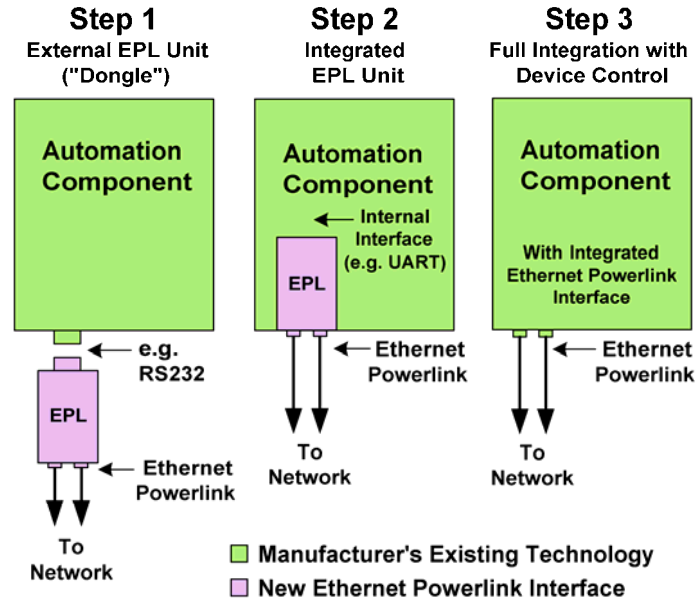 Step 1
External EPL Unit
("Dongle")
Automation
Component
e.g.
RS232
EPL
Ethernet
Powerlink
To
Network
Step 2
Integrated
EPL Unit
Automation
Component
Internal
Interface
(e.g. UART)
EPL
Ethernet
Powerlink
To
Network
Step 3
Full Integration with
Device Control
Automation
Component
With Integrated
Ethernet Powerlink
Interface
Ethernet
Powerlink
To
Network
Manufacturer's Existing Technology
New Ethernet Powerlink Interface